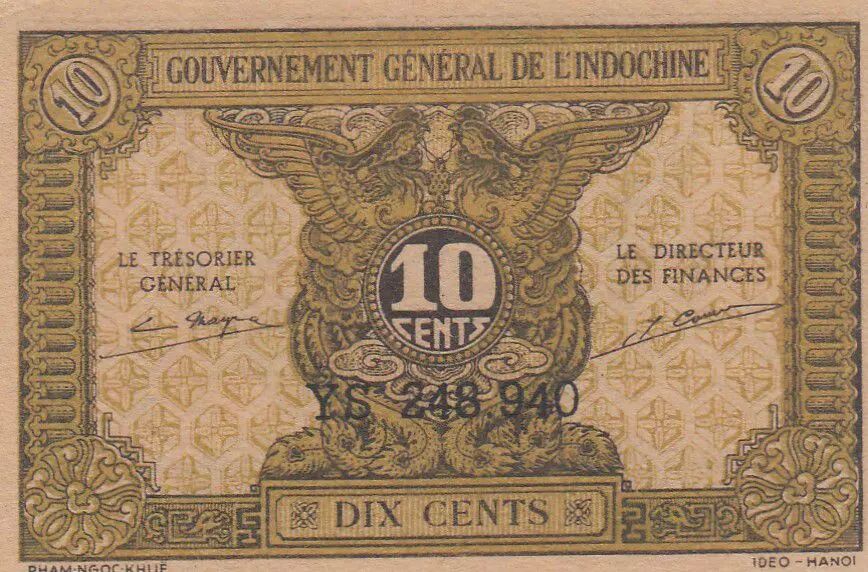 10 GOUVERNEMENT GÉNÉRAL DE L'INDOCHINE 10
LE TRÉSORIER
GENERAL
LE DIRECTEUR
DES FINANCES
10
CENTS
YS 248 940
DIX CENTS
PHAM-NGOC-KHUÊ
IDEO - HANOI